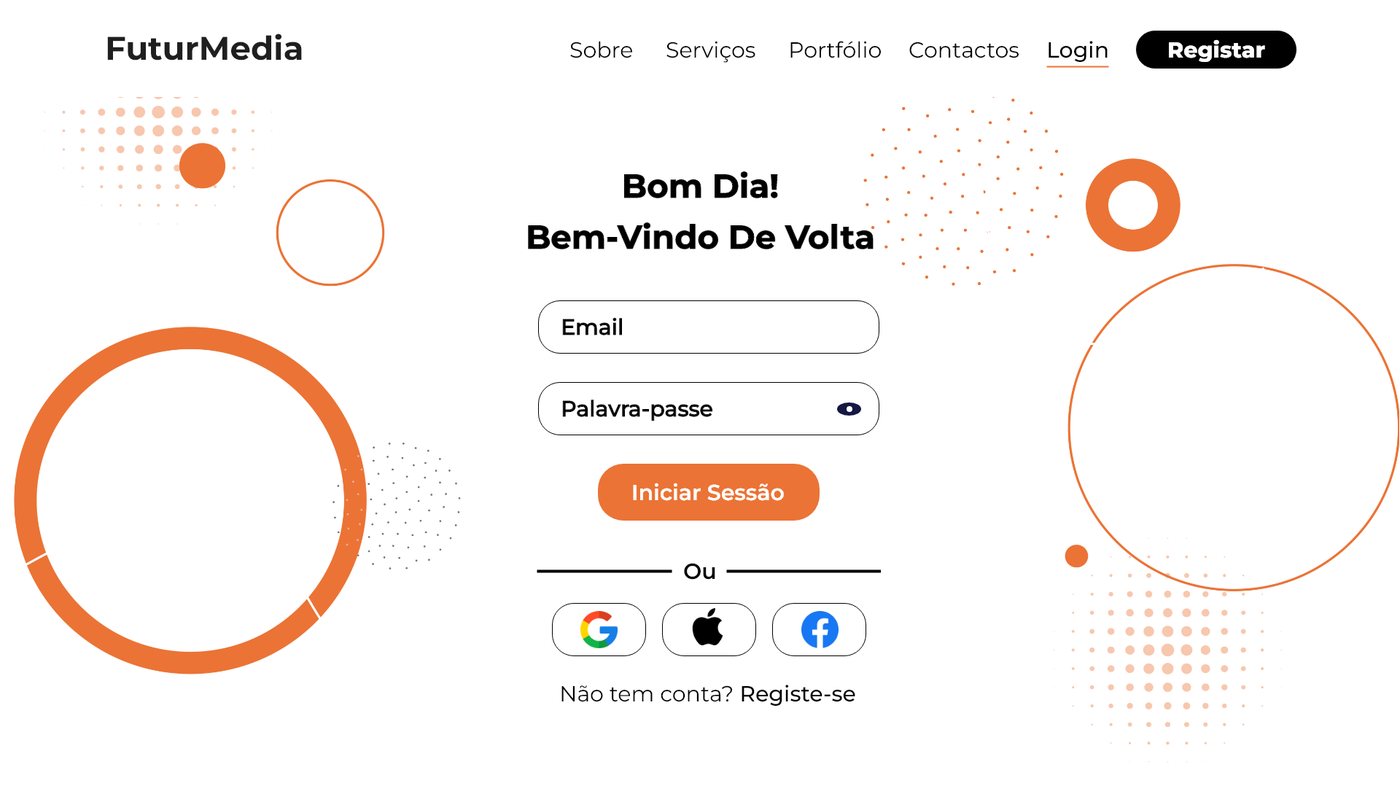 FuturMedia
Sobre Serviços Portfólio Contactos Login Registar
Bom Dia!
Bem-Vindo De Volta
Email
Palavra-passe
Iniciar Sessão
Ou
Não tem conta? Registe-se